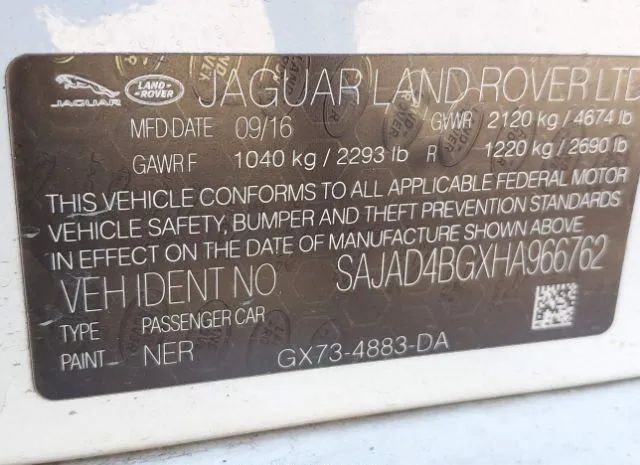 JAGUAR LAND-ROVER JAGUAR LAND ROVER LTD
MFD DATE 09/16 GVWR 2120 kg / 4674 lb
GAWR F 1040 kg / 2293 lb R 1220 kg / 2690 lb
THIS VEHICLE CONFORMS TO ALL APPLICABLE FEDERAL MOTOR
VEHICLE SAFETY, BUMPER AND THEFT PREVENTION STANDARDS
IN EFFECT ON THE DATE OF MANUFACTURE SHOWN ABOVE
VEH IDENT NO SAJAD4BGXHA966762
TYPE PASSENGER CAR
PAINT NER GX73-4883-DA